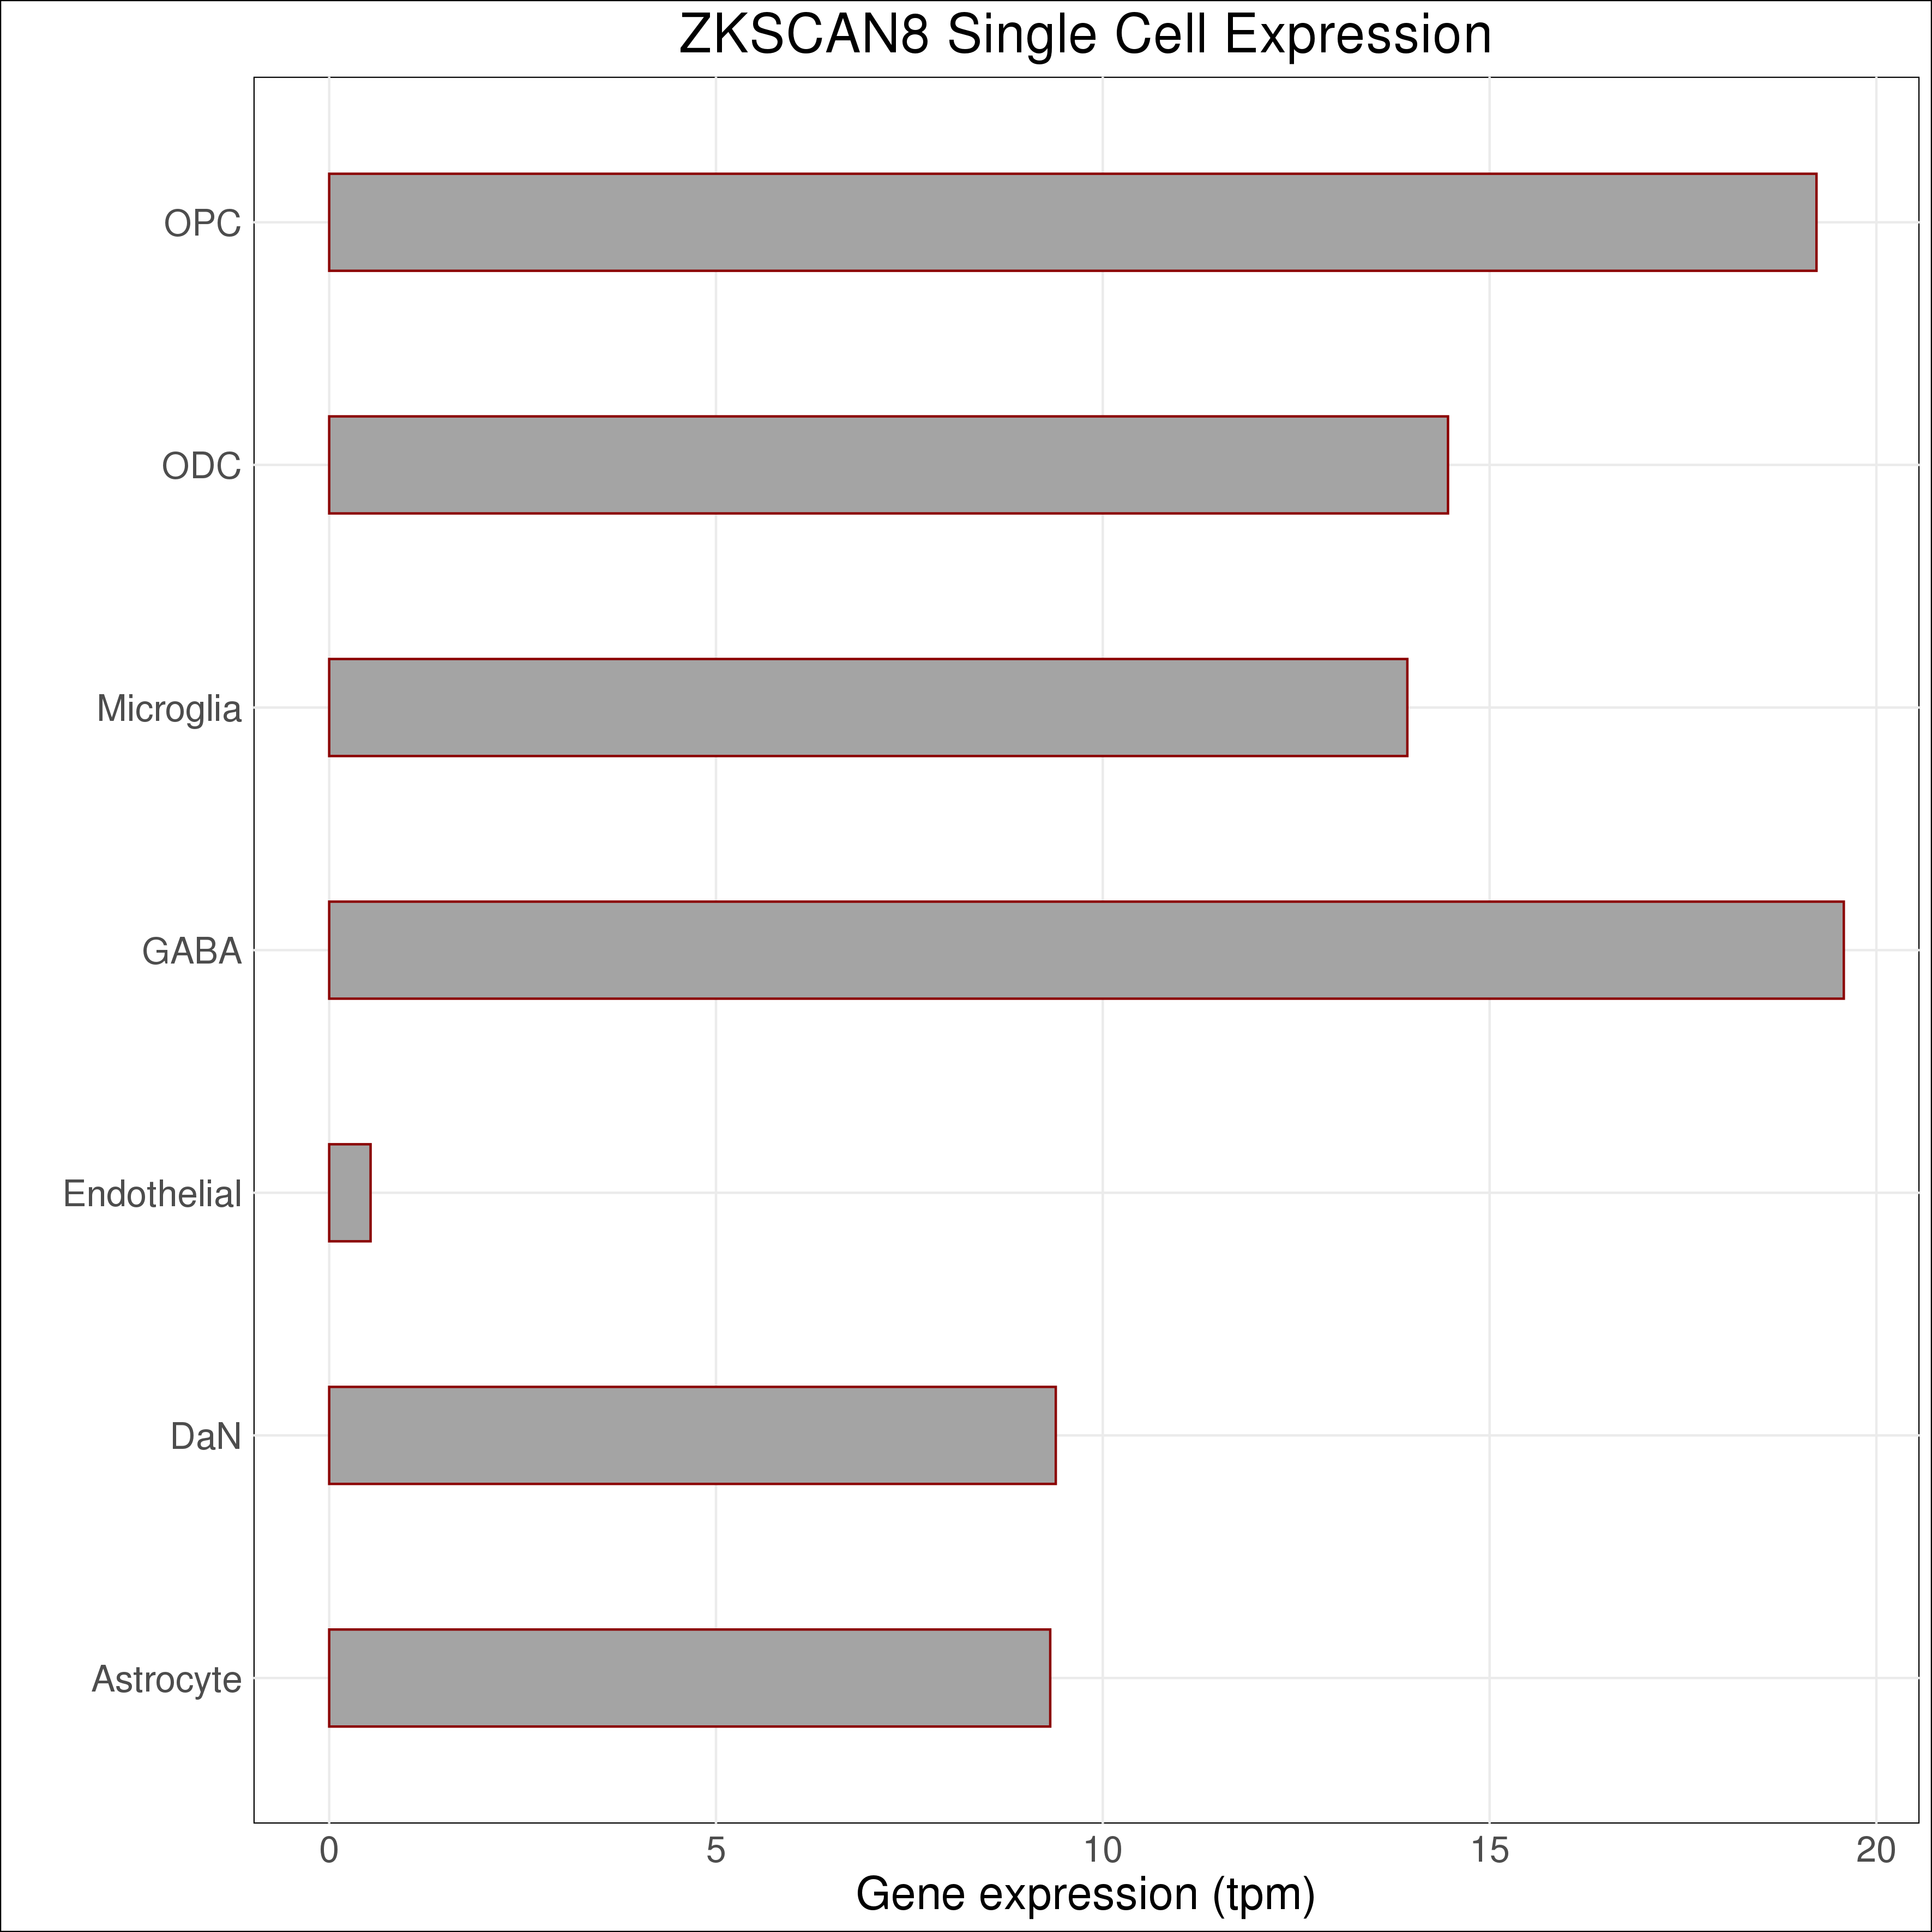 ZKSCAN8 Single Cell Expression
OPC
ODC
Microglia
GABA
Endothelial
DaN
Astrocyte
0 5 10 15 20
Gene expression (tpm)